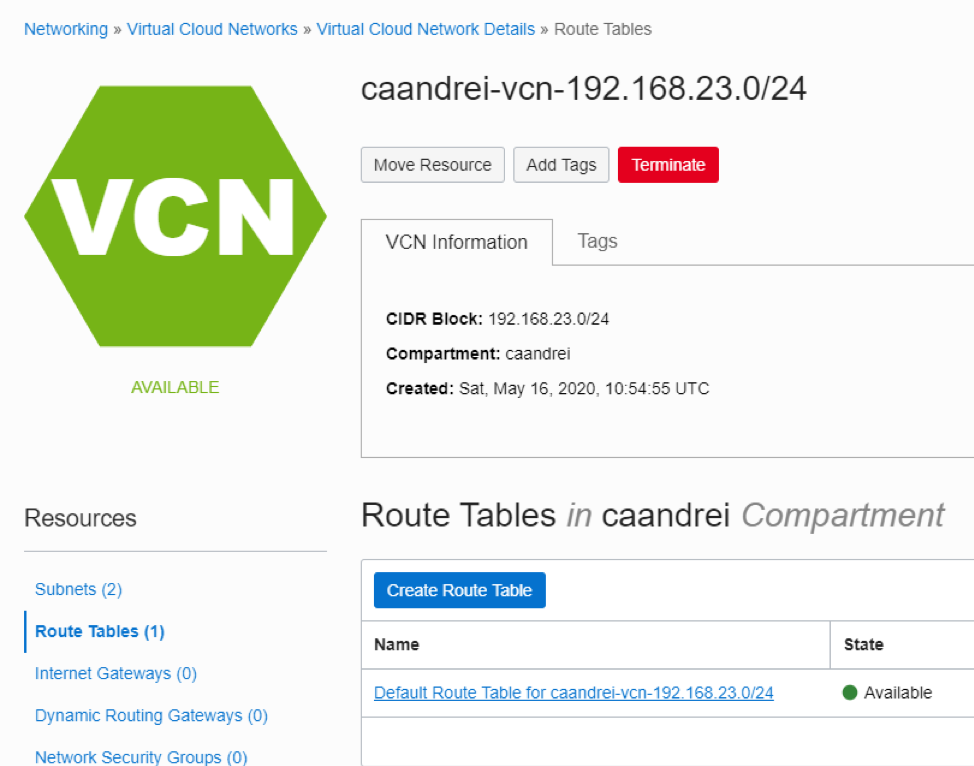 Networking » Virtual Cloud Networks » Virtual Cloud Network Details » Route Tables
caandrei-vcn-192.168.23.0/24
VCN
AVAILABLE
Move Resource Add Tags Terminate
VCN Information Tags
CIDR Block: 192.168.23.0/24
Compartment: caandrei
Created: Sat, May 16, 2020, 10:54:55 UTC
Resources
Subnets (2)
Route Tables (1)
Internet Gateways (0)
Dynamic Routing Gateways (0)
Network Security Groups (0)
Route Tables in caandrei Compartment
Create Route Table
Name State
Default Route Table for caandrei-vcn-192.168.23.0/24 Available